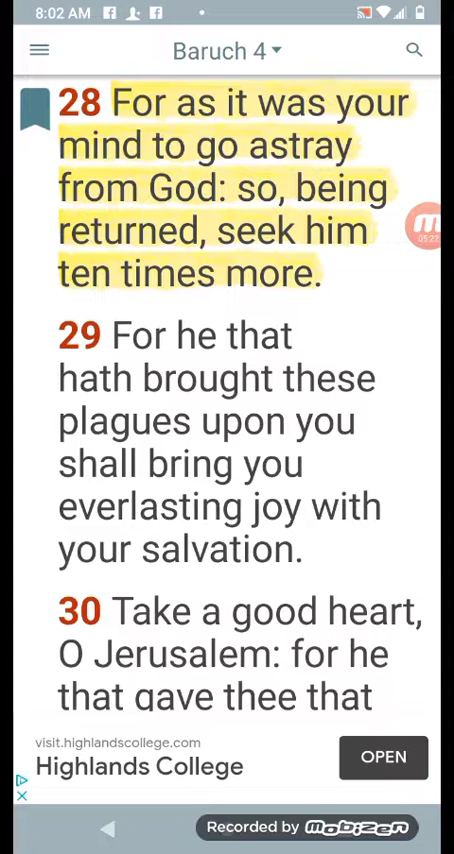 8:02 AM
Baruch 4
28 For as it was your
mind to go astray
from God: so, being
returned, seek him
ten times more.
05:22
29 For he that
hath brought these
plagues upon you
shall bring you
everlasting joy with
your salvation.
30 Take a good heart,
O Jerusalem: for he
that gave thee that
visit.highlandscollege.com
Highlands College
OPEN
Recorded by mobizen